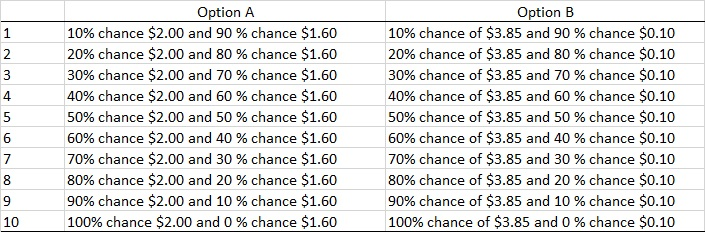 Option A Option B
1 10% chance $2.00 and 90 % chance $1.60 10% chance of $3.85 and 90 % chance $0.10
2 20% chance $2.00 and 80 % chance $1.60 20% chance of $3.85 and 80 % chance $0.10
3 30% chance $2.00 and 70 % chance $1.60 30% chance of $3.85 and 70 % chance $0.10
4 40% chance $2.00 and 60 % chance $1.60 40% chance of $3.85 and 60 % chance $0.10
5 50% chance $2.00 and 50 % chance $1.60 50% chance of $3.85 and 50 % chance $0.10
6 60% chance $2.00 and 40 % chance $1.60 60% chance of $3.85 and 40 % chance $0.10
7 70% chance $2.00 and 30 % chance $1.60 70% chance of $3.85 and 30 % chance $0.10
8 80% chance $2.00 and 20 % chance $1.60 80% chance of $3.85 and 20 % chance $0.10
9 90% chance $2.00 and 10 % chance $1.60 90% chance of $3.85 and 10 % chance $0.10
10 100% chance $2.00 and 0 % chance $1.60 100% chance of $3.85 and 0 % chance $0.10